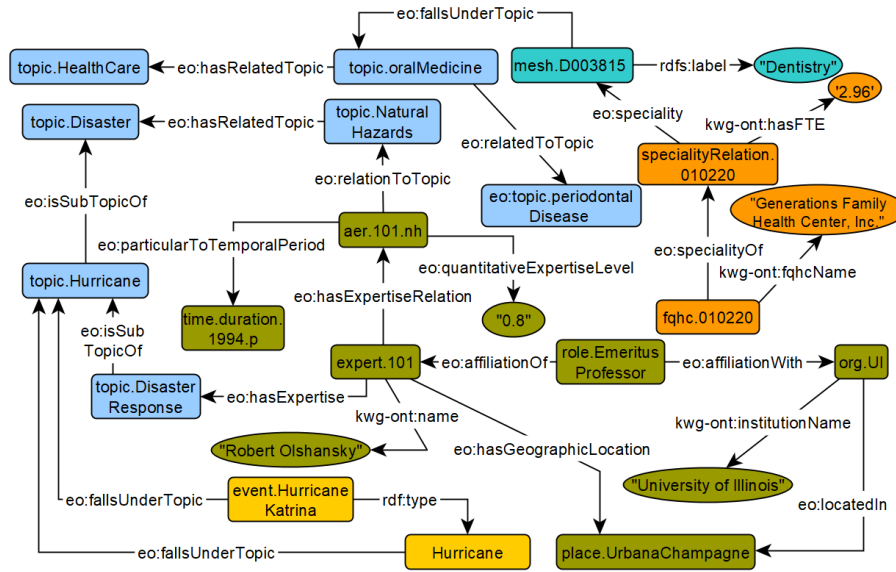 eo:fallsUnderTopic
topic.HealthCare
eo:hasRelatedTopic
topic.oralMedicine
mesh.D003815
rdfs:label
"Dentistry"
'2.96'
topic.Disaster
eo:hasRelatedTopic
topic.Natural
Hazards
eo:speciality
kwg-ont:hasFTE
eo:relatedToTopic
specialityRelation.
010220
eo:isSubTopicOf
eo:relationToTopic
eo:topic.periodontal
Disease
"Generations Family
Health Center, Inc."
aer.101.nh
eo:particularToTemporalPeriod
eo:specialityOf
eo:quantitativeExpertiseLevel
kwg-ont:fqhcName
topic.Hurricane
eo:hasExpertiseRelation
time.duration.
1994.p
"0.8"
fqhc.010220
eo:isSub
TopicOf
expert.101
eo:affiliationOf
role.Emeritus
Professor
eo:affiliationWith
org.UI
topic.Disaster
Response
eo:hasExpertise
kwg-ont:name
kwg-ont:institutionName
eo:hasGeographicLocation
"Robert Olshansky"
eo:fallsUnderTopic
event.Hurricane
Katrina
rdf:type
"University of Illinois"
eo:locatedIn
eo:fallsUnderTopic
Hurricane
place.UrbanaChampagne